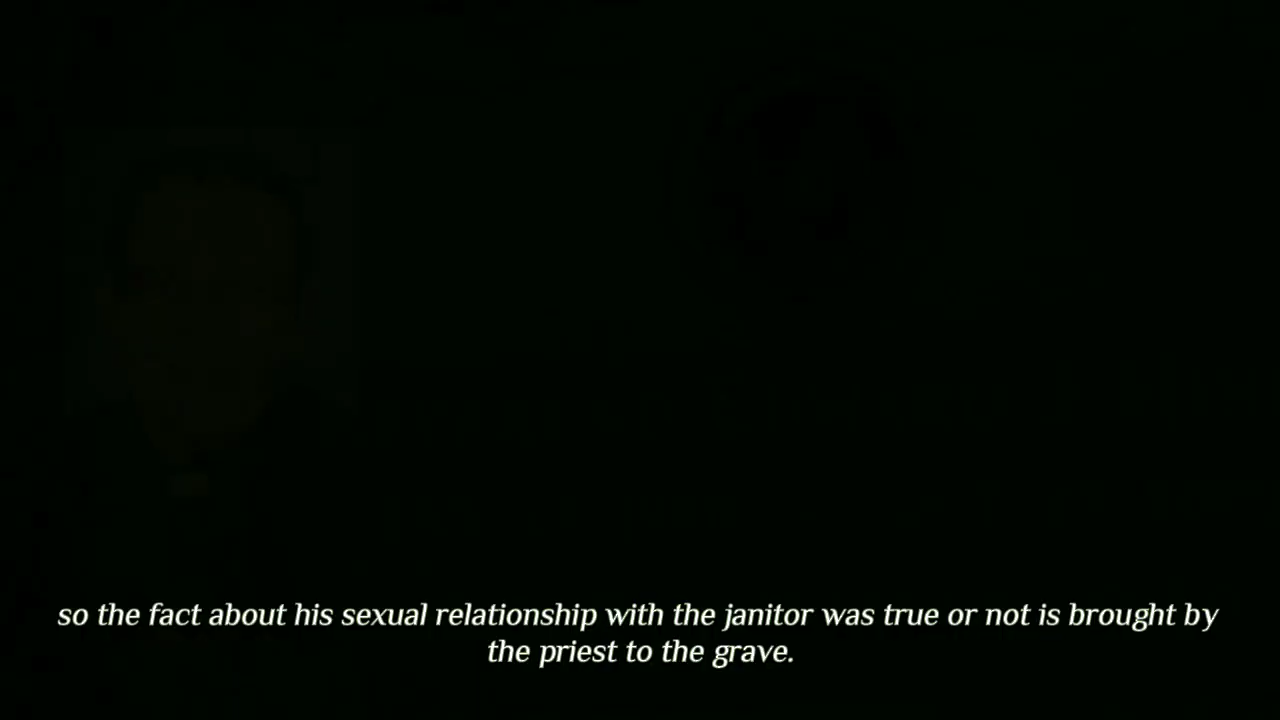 so the fact about his sexual relationship with the janitor was true or not is brought by
the priest to the grave.